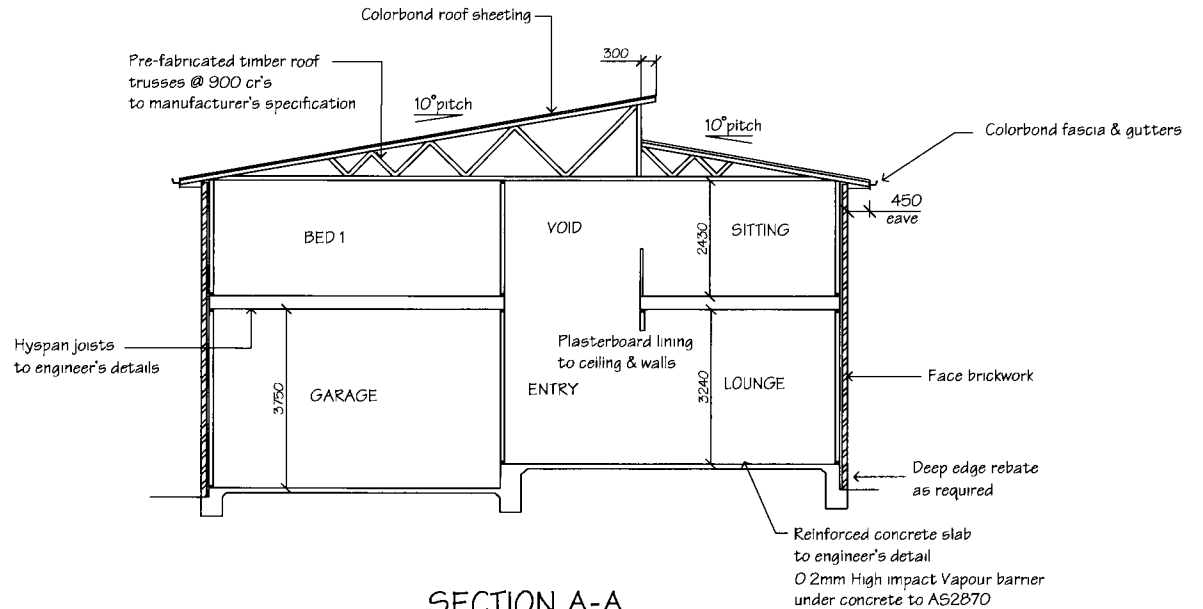 Colorbond roof sheeting
300
Pre-fabricated timber roof
trusses @ 900 cr's
to manufacturer's specification
10° pitch
10° pitch
Colorbond fascia & gutters
450
eave
BED 1
VOID
2430
SITTING
Hyspan joists
to engineer's details
Plasterboard lining
to ceiling & walls
3750
GARAGE
ENTRY
3240
LOUNGE
Face brickwork
Deep edge rebate
as required
Reinforced concrete slab
to engineer's detail
0 2mm High impact Vapour barrier
under concrete to AS2870
SECTION A-A